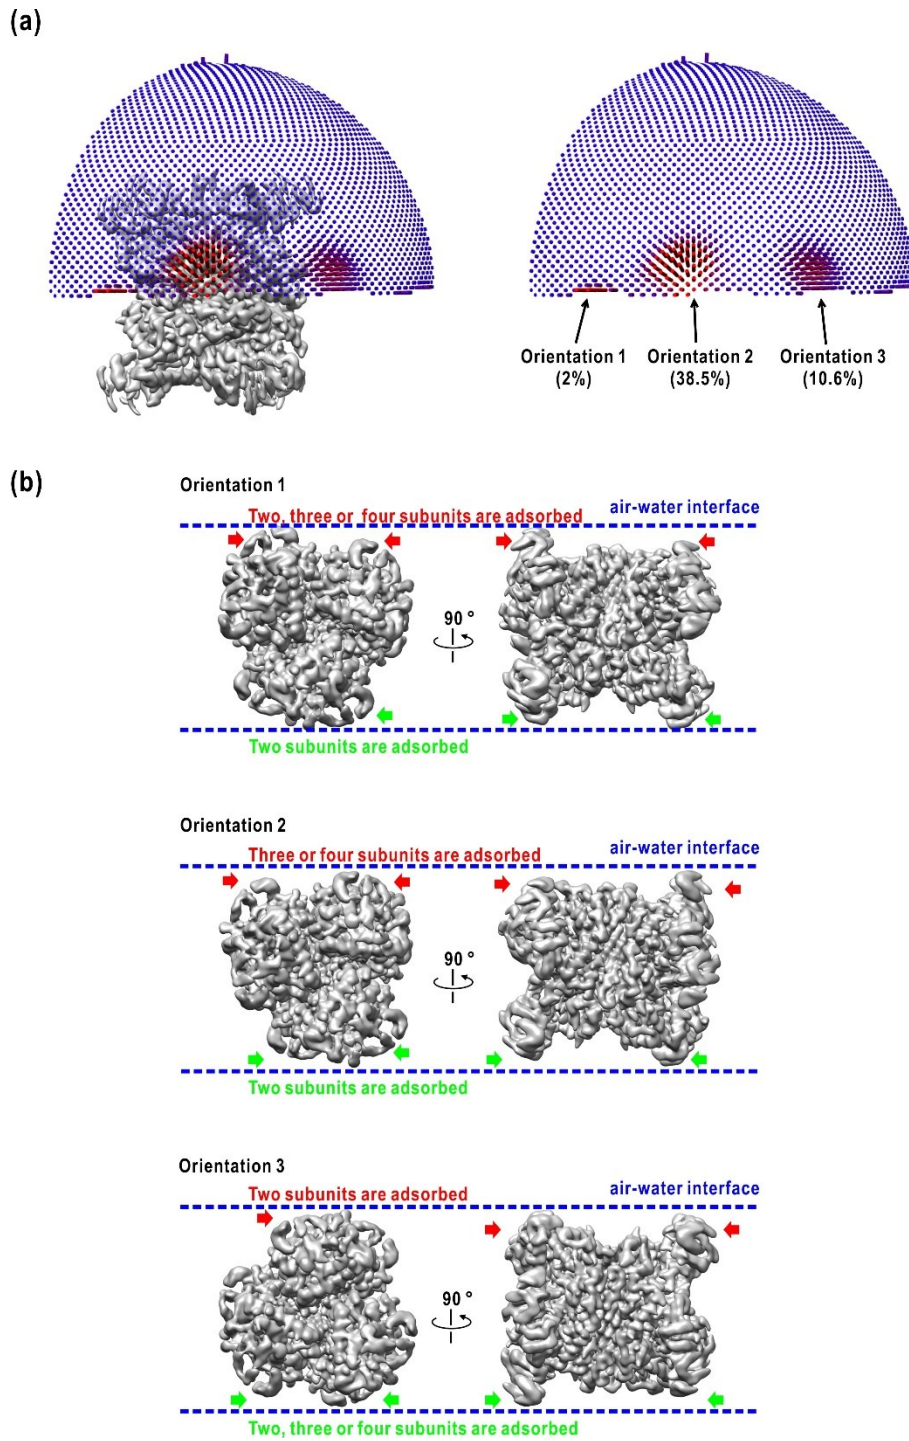 (a)
Orientation 1
(2%)
Orientation 2
(38.5%)
Orientation 3
(10.6%)
(b)
Orientation 1
Two, three or four subunits are adsorbed
air-water interface
90 °
Two subunits are adsorbed
Orientation 2
Three or four subunits are adsorbed
air-water interface
90 °
Two subunits are adsorbed
Orientation 3
Two subunits are adsorbed
air-water interface
90 °
Two, three or four subunits are adsorbed